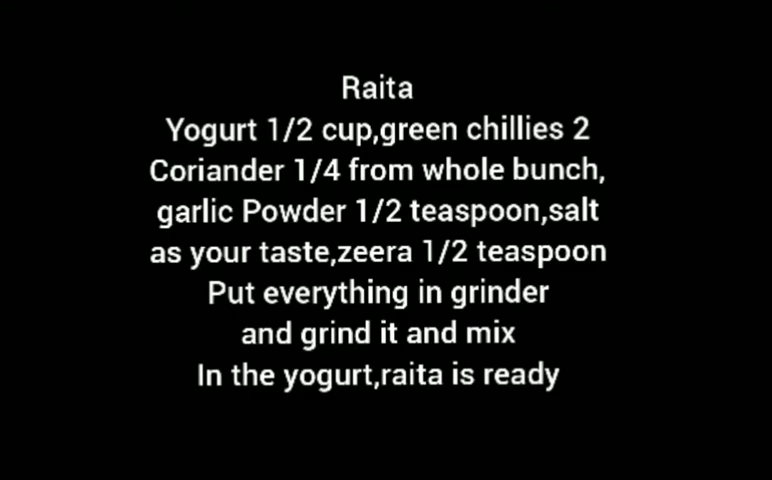 Raita
Yogurt 1/2 cup,green chillies 2
Coriander 1/4 from whole bunch,
garlic Powder 1/2 teaspoon,salt
as your taste,zeera 1/2 teaspoon
Put everything in grinder
and grind it and mix
In the yogurt,raita is ready